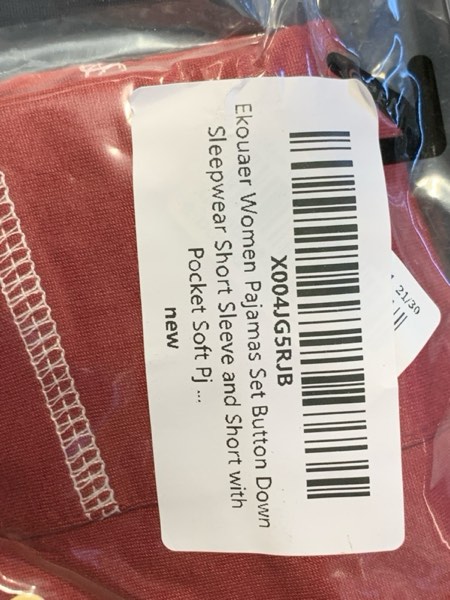 X004JG5RJB
Ekouaer Women Pajamas Set Button Down
Sleepwear Short Sleeve and Short with
Pocket Soft Pj ...
new
21/30